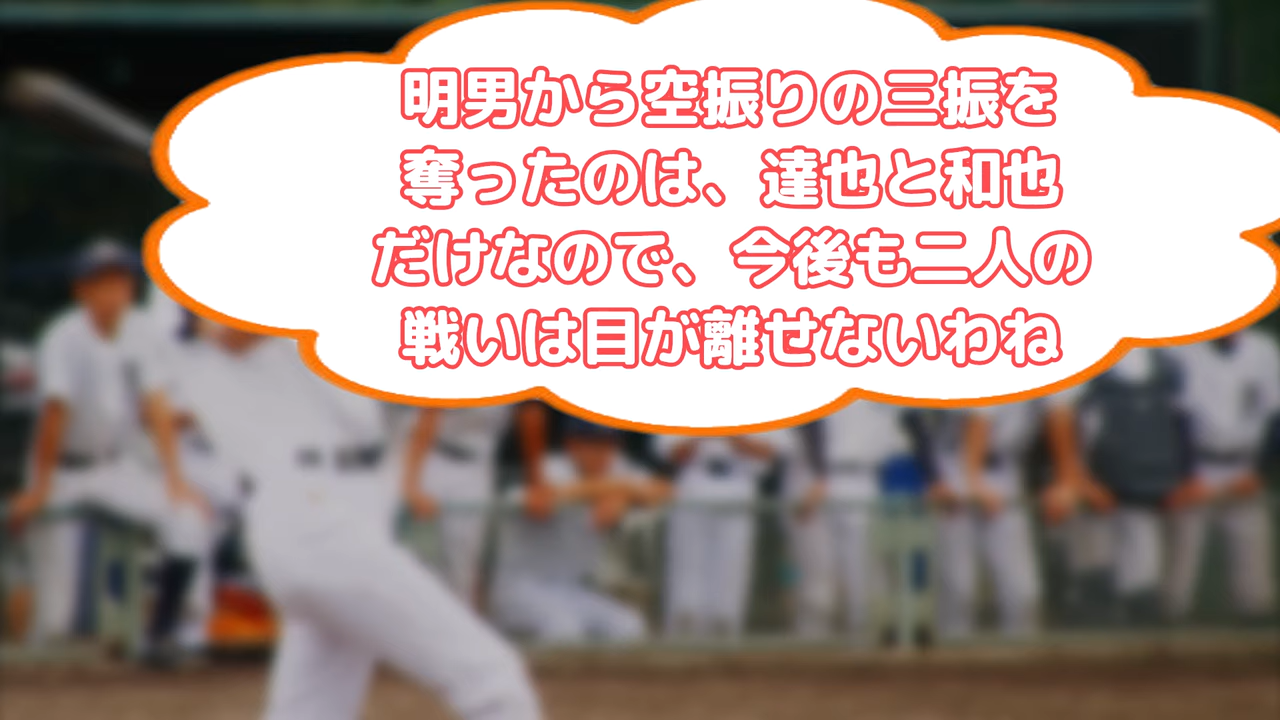 明男から空振りの三振を
奪ったのは、達也と和也
だけなので、今後も二人の
戦いは目が離せないわね